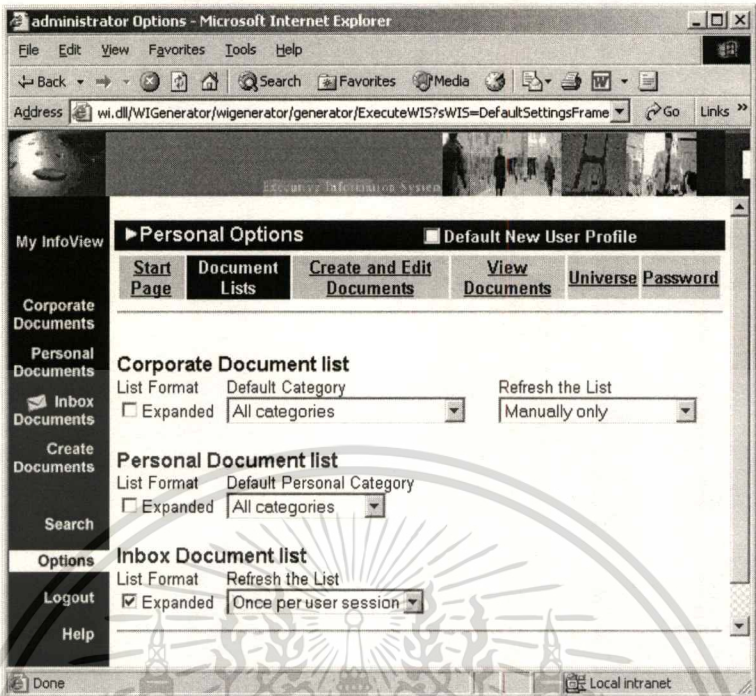 administrator Options - Microsoft Internet Explorer
File Edit View Favorites Tools Help
Back Search Favorites Media
Address wi.dll/WIGenerator/wigenerator/generator/ExecuteWIS?sWIS=DefaultSettingsFrame Go Links »
Executive Information System
My InfoView
Corporate Documents
Personal Documents
Inbox Documents
Create Documents
Search
Options
Logout
Help
Personal Options Default New User Profile
Start Page Document Lists Create and Edit Documents View Documents Universe Password
Corporate Document list
List Format Default Category Refresh the List
Expanded All categories Manually only
Personal Document list
List Format Default Personal Category
Expanded All categories
Inbox Document list
List Format Refresh the List
Expanded Once per user session
Done Local intranet